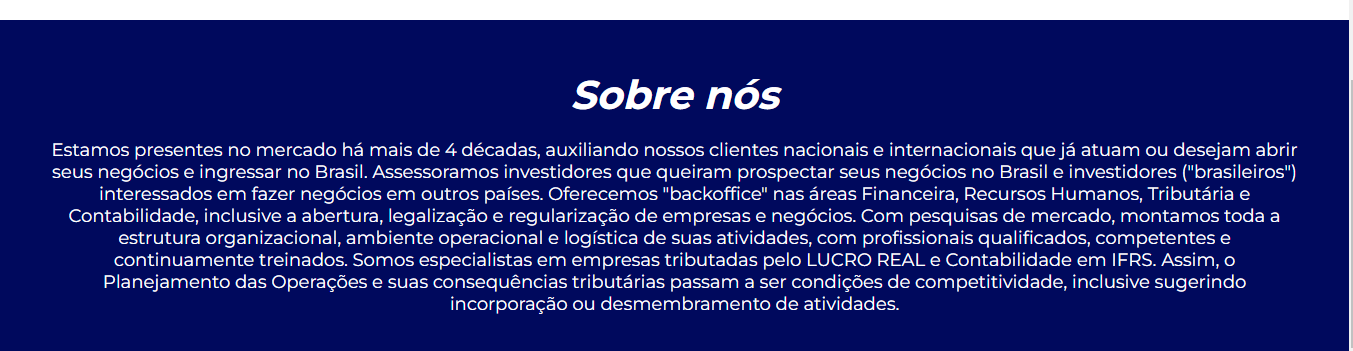 Sobre nós
Estamos presentes no mercado há mais de 4 décadas, auxiliando nossos clientes nacionais e internacionais que já atuam ou desejam abrir
seus negócios e ingressar no Brasil. Assessoramos investidores que queiram prospectar seus negócios no Brasil e investidores ("brasileiros")
interessados em fazer negócios em outros países. Oferecemos "backoffice" nas áreas Financeira, Recursos Humanos, Tributária e
Contabilidade, inclusive a abertura, legalização e regularização de empresas e negócios. Com pesquisas de mercado, montamos toda a
estrutura organizacional, ambiente operacional e logística de suas atividades, com profissionais qualificados, competentes e
continuamente treinados. Somos especialistas em empresas tributadas pelo LUCRO REAL e Contabilidade em IFRS. Assim, o
Planejamento das Operações e suas consequências tributárias passam a ser condições de competitividade, inclusive sugerindo
incorporação ou desmembramento de atividades.